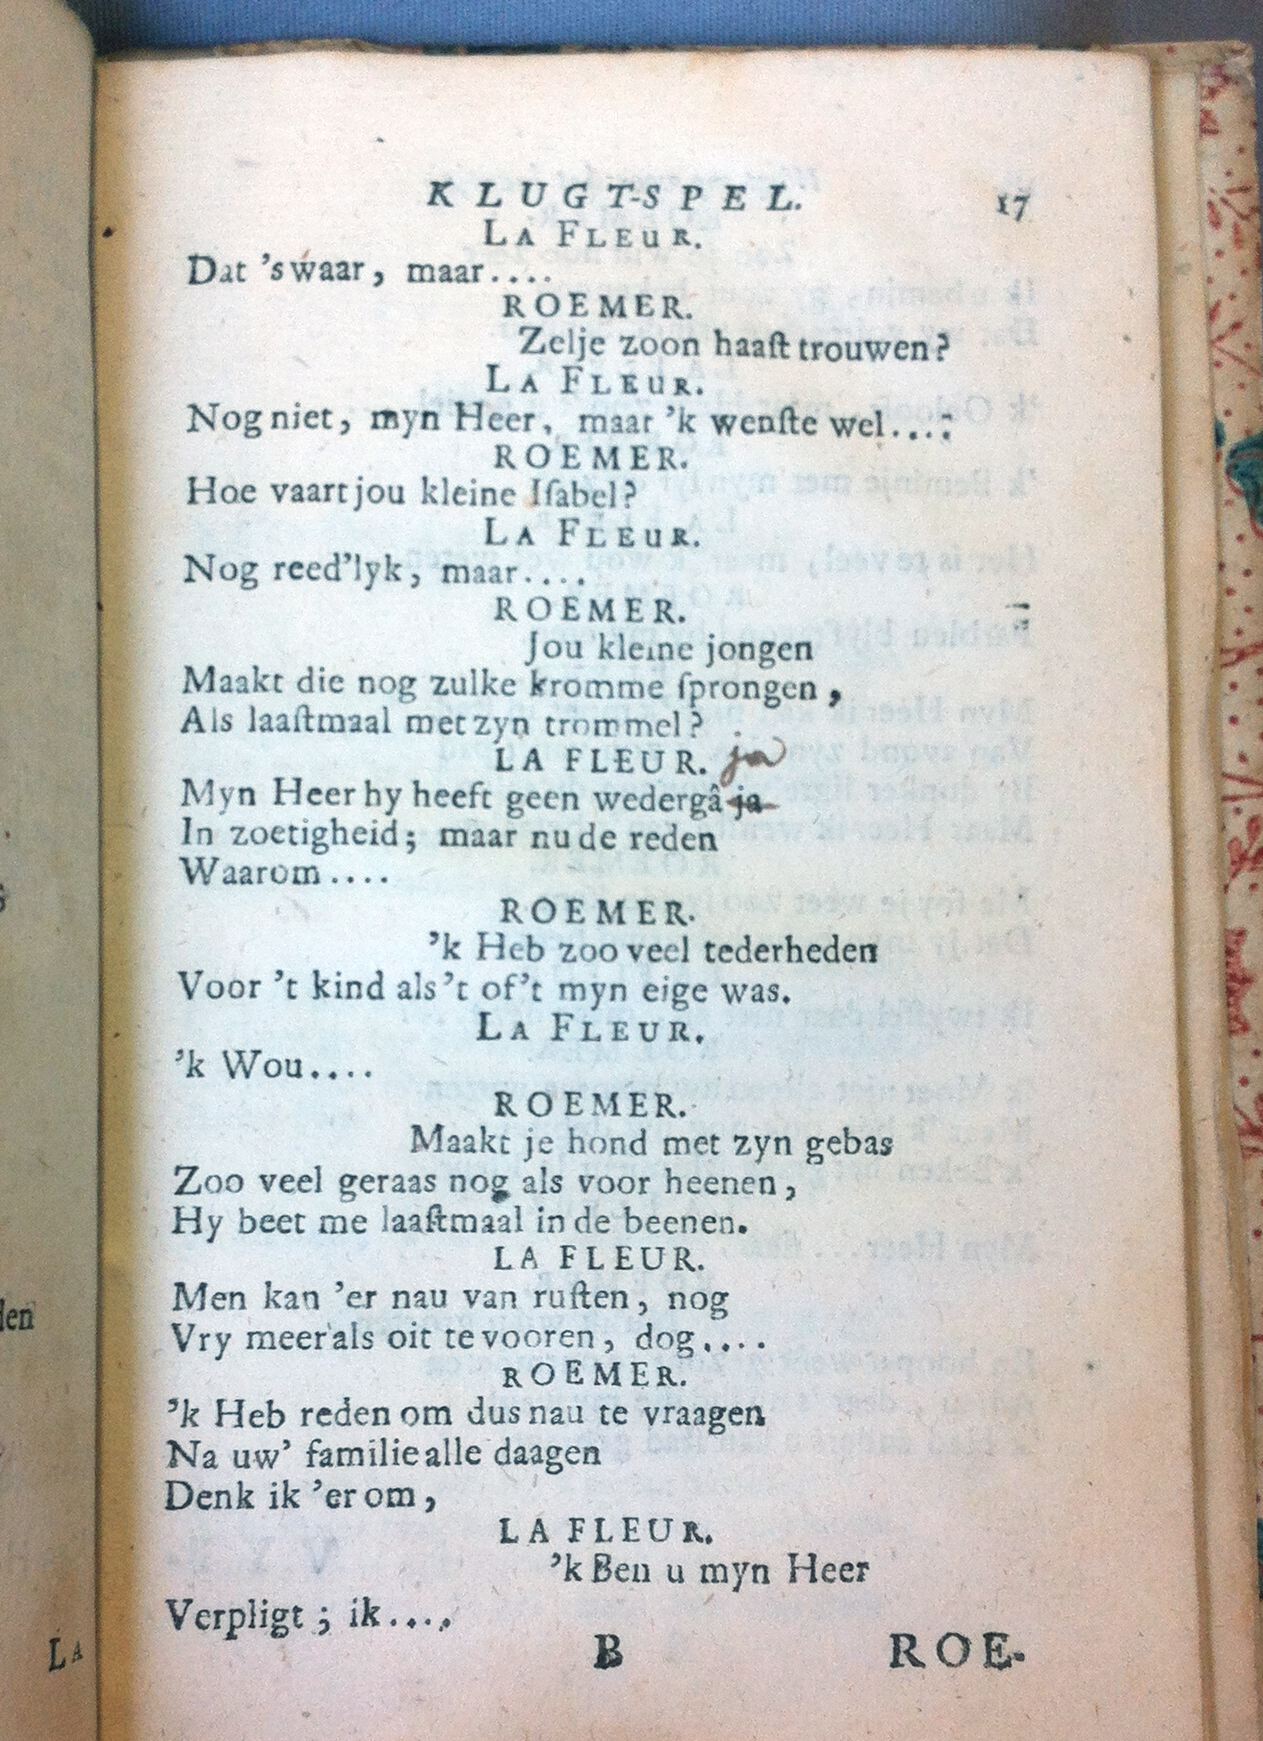 KLUGT-SPEL. 17
LA FLEUR.
Dat 's waar, maar....
ROEMER.
Zelje zoon haaſt trouwen?
LA FLEUR.
Nog niet, myn Heer, maar 'k wenſte wel....
ROEMER.
Hoe vaart jou kleine Iſabel?
LA FLEUR.
Nog reed'lyk, maar....
ROEMER.
Jou kleine jongen
Maakt die nog zulke kromme ſprongen,
Als laaſtmaal met zyn trommel?
LA FLEUR. ja
Myn Heer hy heeft geen wedergâ ja
In zoetigheid; maar nu de reden
Waarom....
ROEMER.
'k Heb zoo veel tederheden
Voor 't kind als 't of 't myn eige was.
LA FLEUR.
'k Wou....
ROEMER.
Maakt je hond met zyn gebas
Zoo veel geraas nog als voor heenen,
Hy beet me laaſtmaal in de beenen.
LA FLEUR.
Men kan 'er nau van ruſten, nog
Vry meer als oit te vooren, dog....
ROEMER.
'k Heb reden om dus nau te vraagen
Na uw' familie alle daagen
Denk ik 'er om,
LA FLEUR.
'k Ben u myn Heer
Verpligt; ik....
B ROE-
den
LA